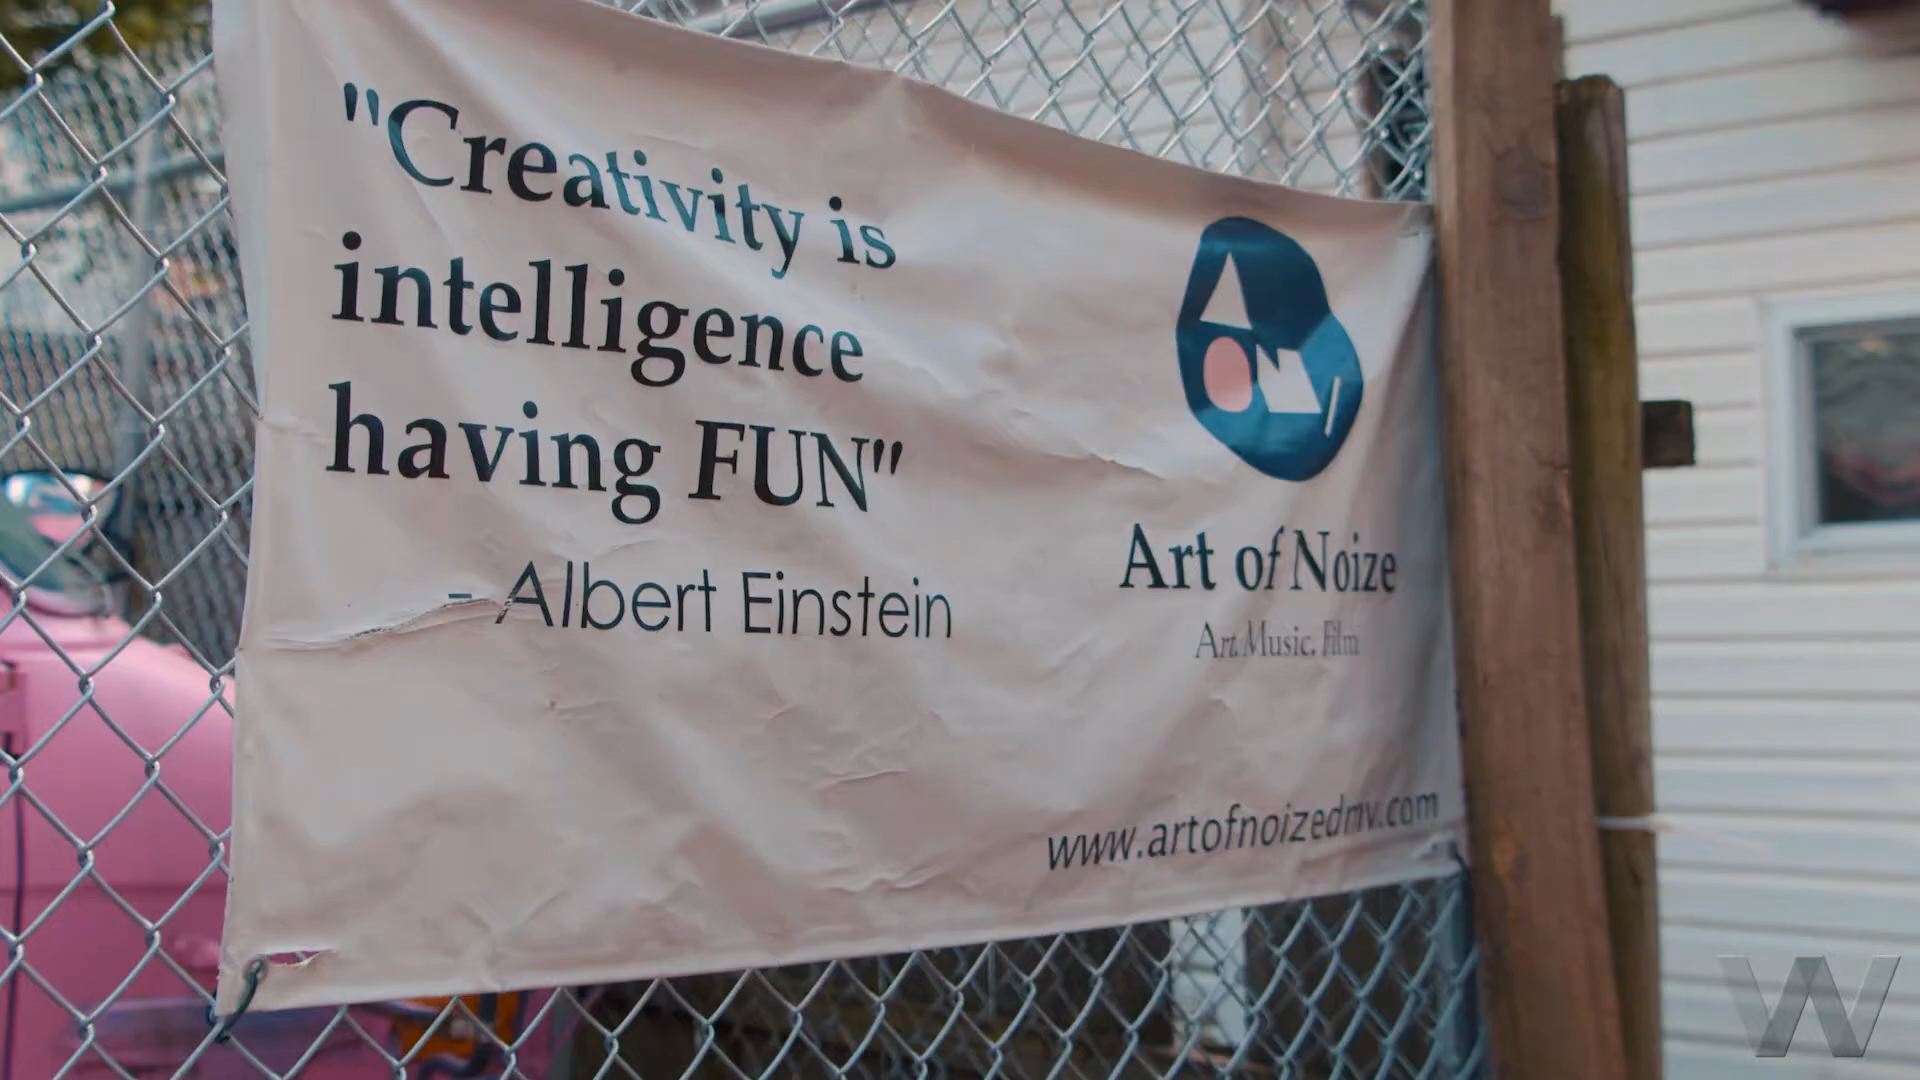 "Creativity is
intelligence
having FUN"
- Albert Einstein
Art of Noize
Art. Music. Film
www.artofnoizedmv.com
W